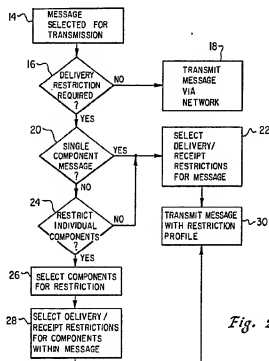 14
MESSAGE
SELECTED FOR
TRANSMISSION
16
DELIVERY
RESTRICTION
REQUIRED
?
NO
YES
18
TRANSMIT
MESSAGE
VIA
NETWORK
20
SINGLE
COMPONENT
MESSAGE
?
YES
NO
22
SELECT
DELIVERY/
RECEIPT
RESTRICTIONS
FOR MESSAGE
24
RESTRICT
INDIVIDUAL
COMPONENTS
?
NO
YES
TRANSMIT MESSAGE
WITH RESTRICTION
PROFILE
30
26
SELECT COMPONENTS
FOR RESTRICTION
28
SELECT DELIVERY/
RECEIPT RESTRICTIONS
FOR COMPONENTS
WITHIN MESSAGE
Fig.